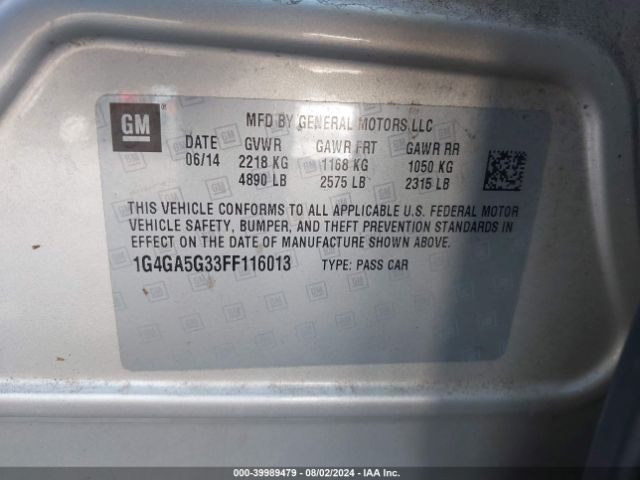 GM
MFD BY GENERAL MOTORS LLC
DATE GVWR GAWR FRT GAWR RR
06/14 2218 KG 1168 KG 1050 KG
4890 LB 2575 LB 2315 LB
THIS VEHICLE CONFORMS TO ALL APPLICABLE U.S. FEDERAL MOTOR
VEHICLE SAFETY, BUMPER, AND THEFT PREVENTION STANDARDS IN
EFFECT ON THE DATE OF MANUFACTURE SHOWN ABOVE.
1G4GA5G33FF116013 TYPE: PASS CAR
000-39989479 - 08/02/2024 - IAA Inc.